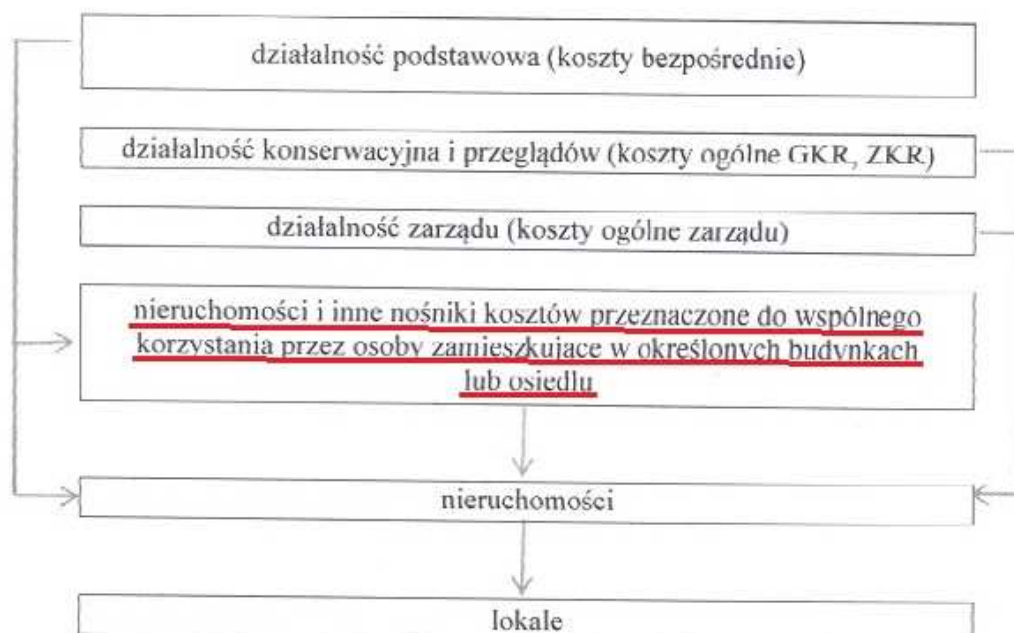 działalność podstawowa (koszty bezpośrednie)
działalność konserwacyjna i przeglądów (koszty ogólne GKR, ZKR)
działalność zarządu (koszty ogólne zarządu)
nieruchomości i inne nośniki kosztów przeznaczone do wspólnego
korzystania przez osoby zamieszkujące w określonych budynkach
lub osiedlu
nieruchomości
lokale